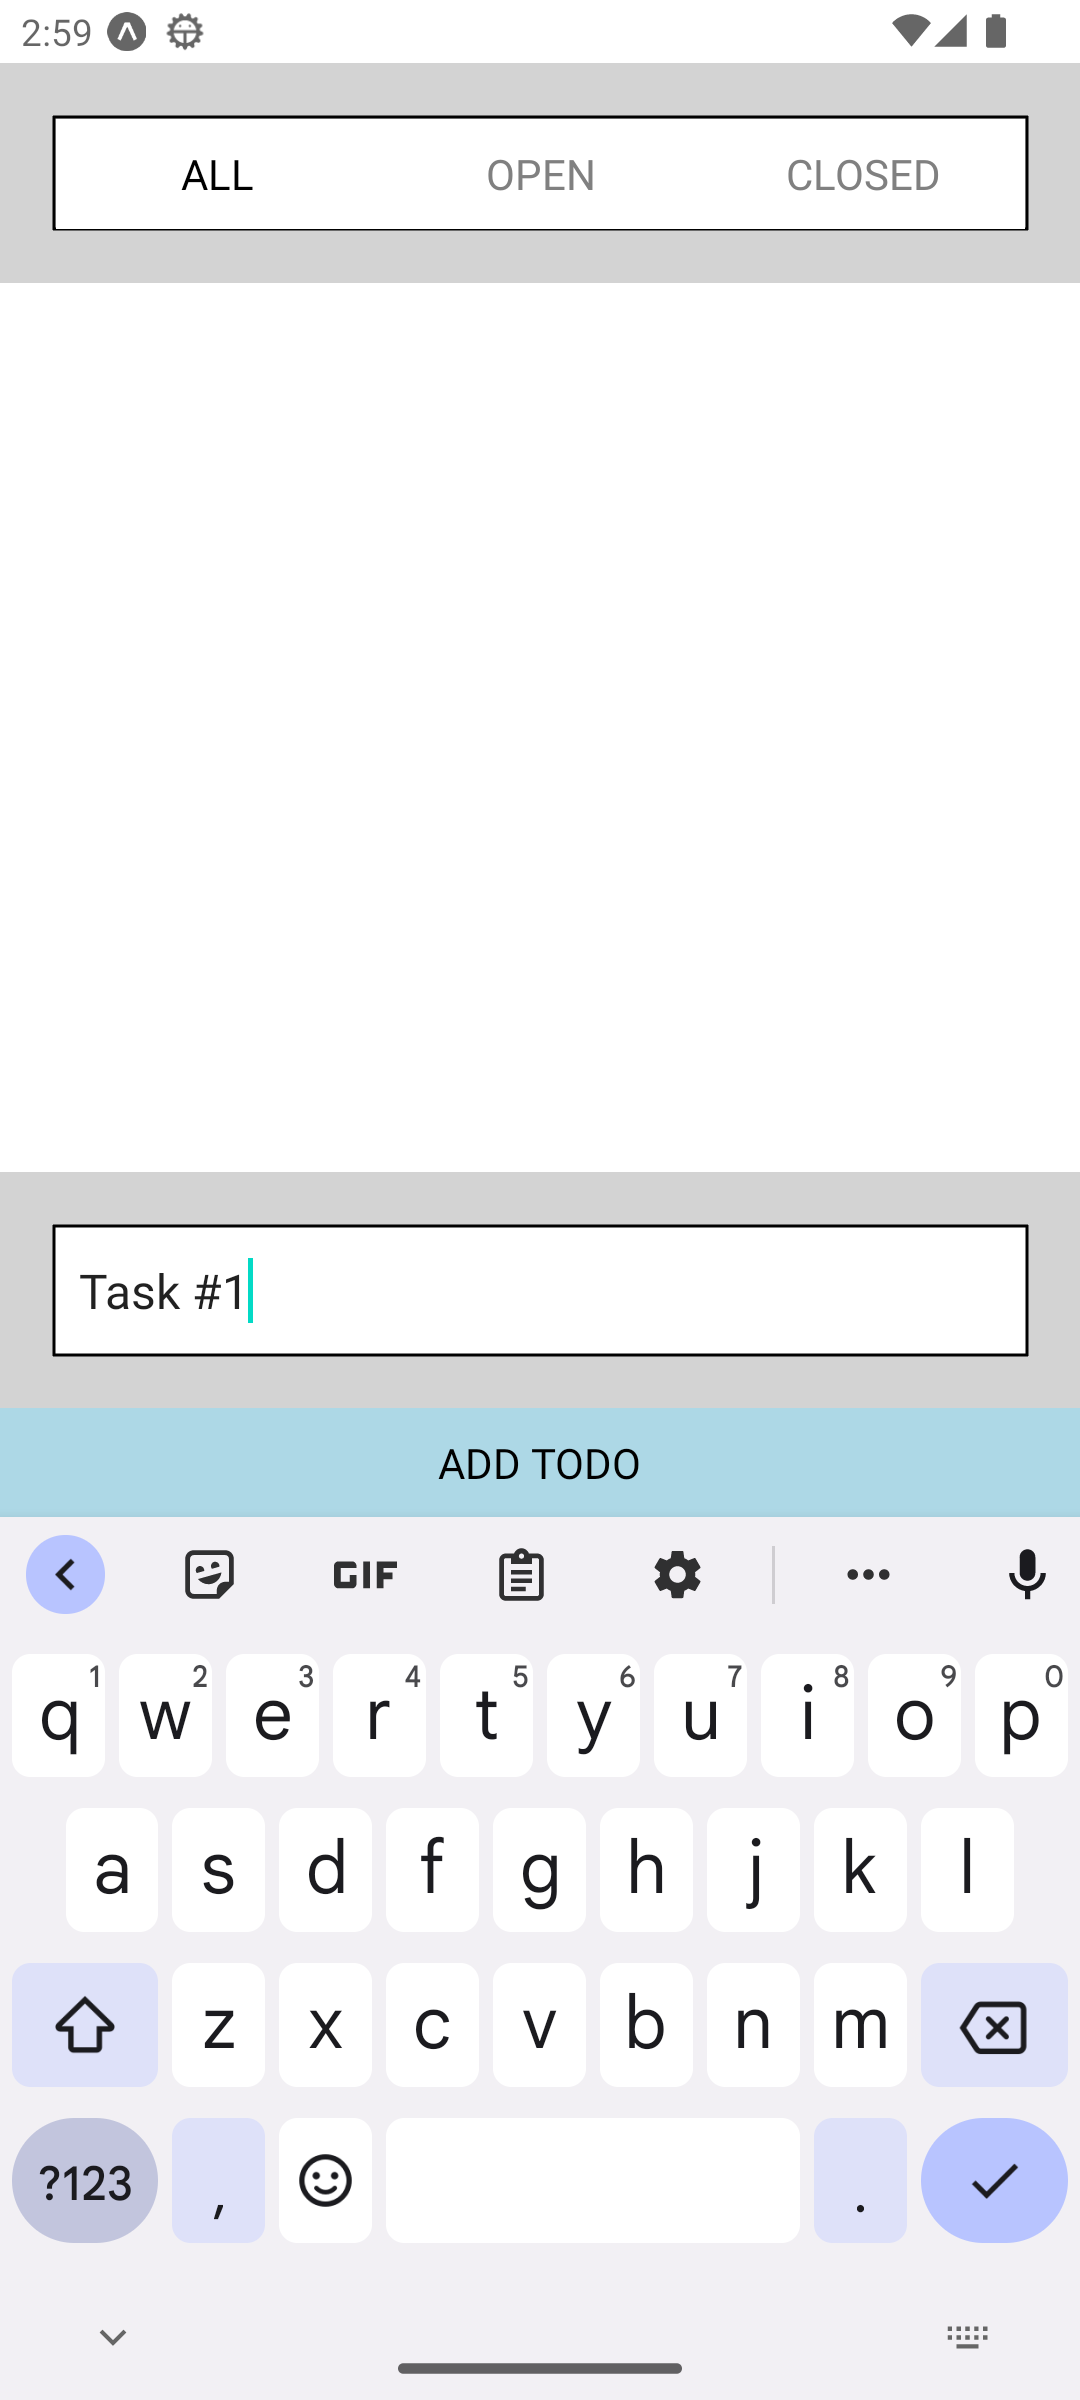 2:59
ALL OPEN CLOSED
Task #1
ADD TODO
GIF
q 1 w 2 e 3 r 4 t 5 y 6 u 7 i 8 o 9 p 0
a s d f g h j k l
z x c v b n m
?123 , .